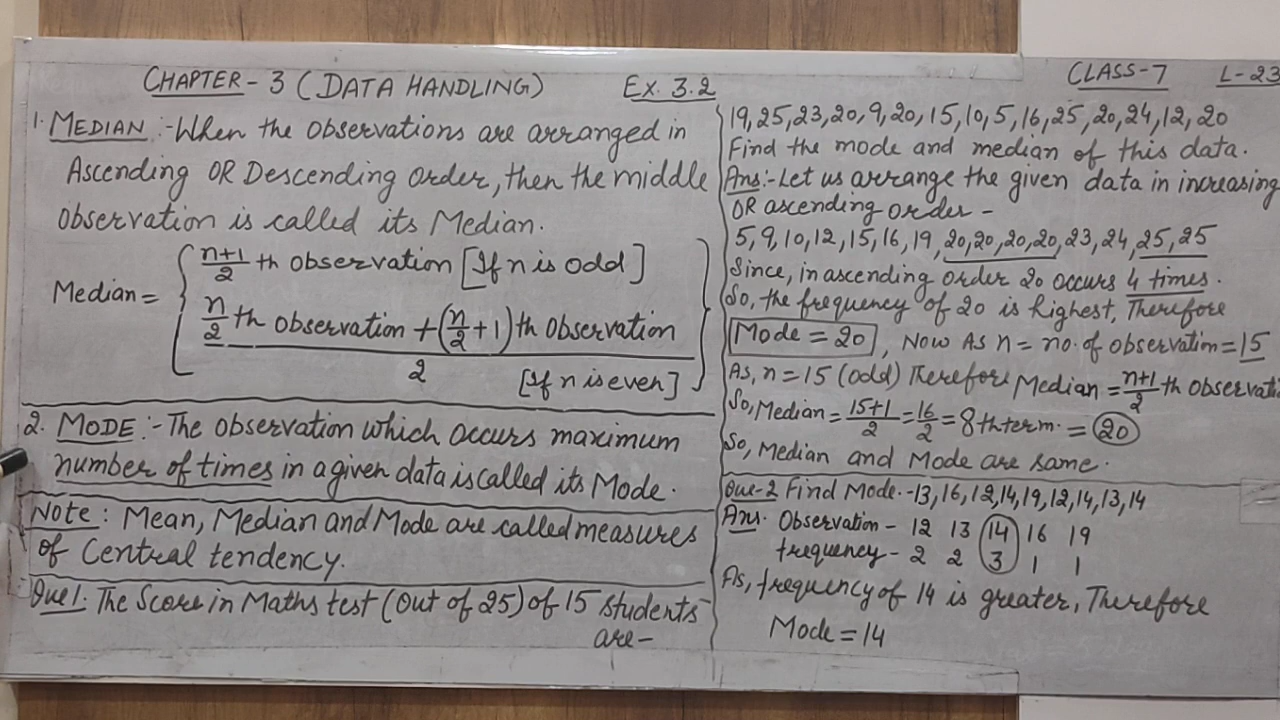 CHAPTER-3 (DATA HANDLING) EX. 3.2
1. MEDIAN:- When the observations are arranged in
Ascending OR Descending order, then the middle
observation is called its Median.
Median = { n+1/2 th observation [If n is odd]
n/2 th observation + (n/2 + 1) th observation / 2 [If n is even] }
2. MODE:- The observation which occurs maximum
number of times in a given data is called its Mode.
Note: Mean, Median and Mode are called measures
of Central tendency.
Que 1. The Score in Maths test (out of 25) of 15 students
are-
CLASS-7 L-23
19,25,23,20,9,20,15,10,5,16,25,20,24,12,20
Find the mode and median of this data.
Ans:- Let us arrange the given data in increasing
OR ascending order -
5,9,10,12,15,16,19,20,20,20,20,23,24,25,25
Since, in ascending order 20 occurs 4 times.
So, the frequency of 20 is highest, Therefore
Mode = 20, Now As n = no. of observation = 15
As, n = 15 (odd) Therefore Median = n+1/2 th observati
So, Median = 15+1/2 = 16/2 = 8th term. = 20
So, Median and Mode are same.
Que-2 Find Mode.-13,16,12,14,19,12,14,13,14
Ans. Observation - 12 13 14 16 19
frequency - 2 2 3 1 1
As, frequency of 14 is greater, Therefore
Mode = 14